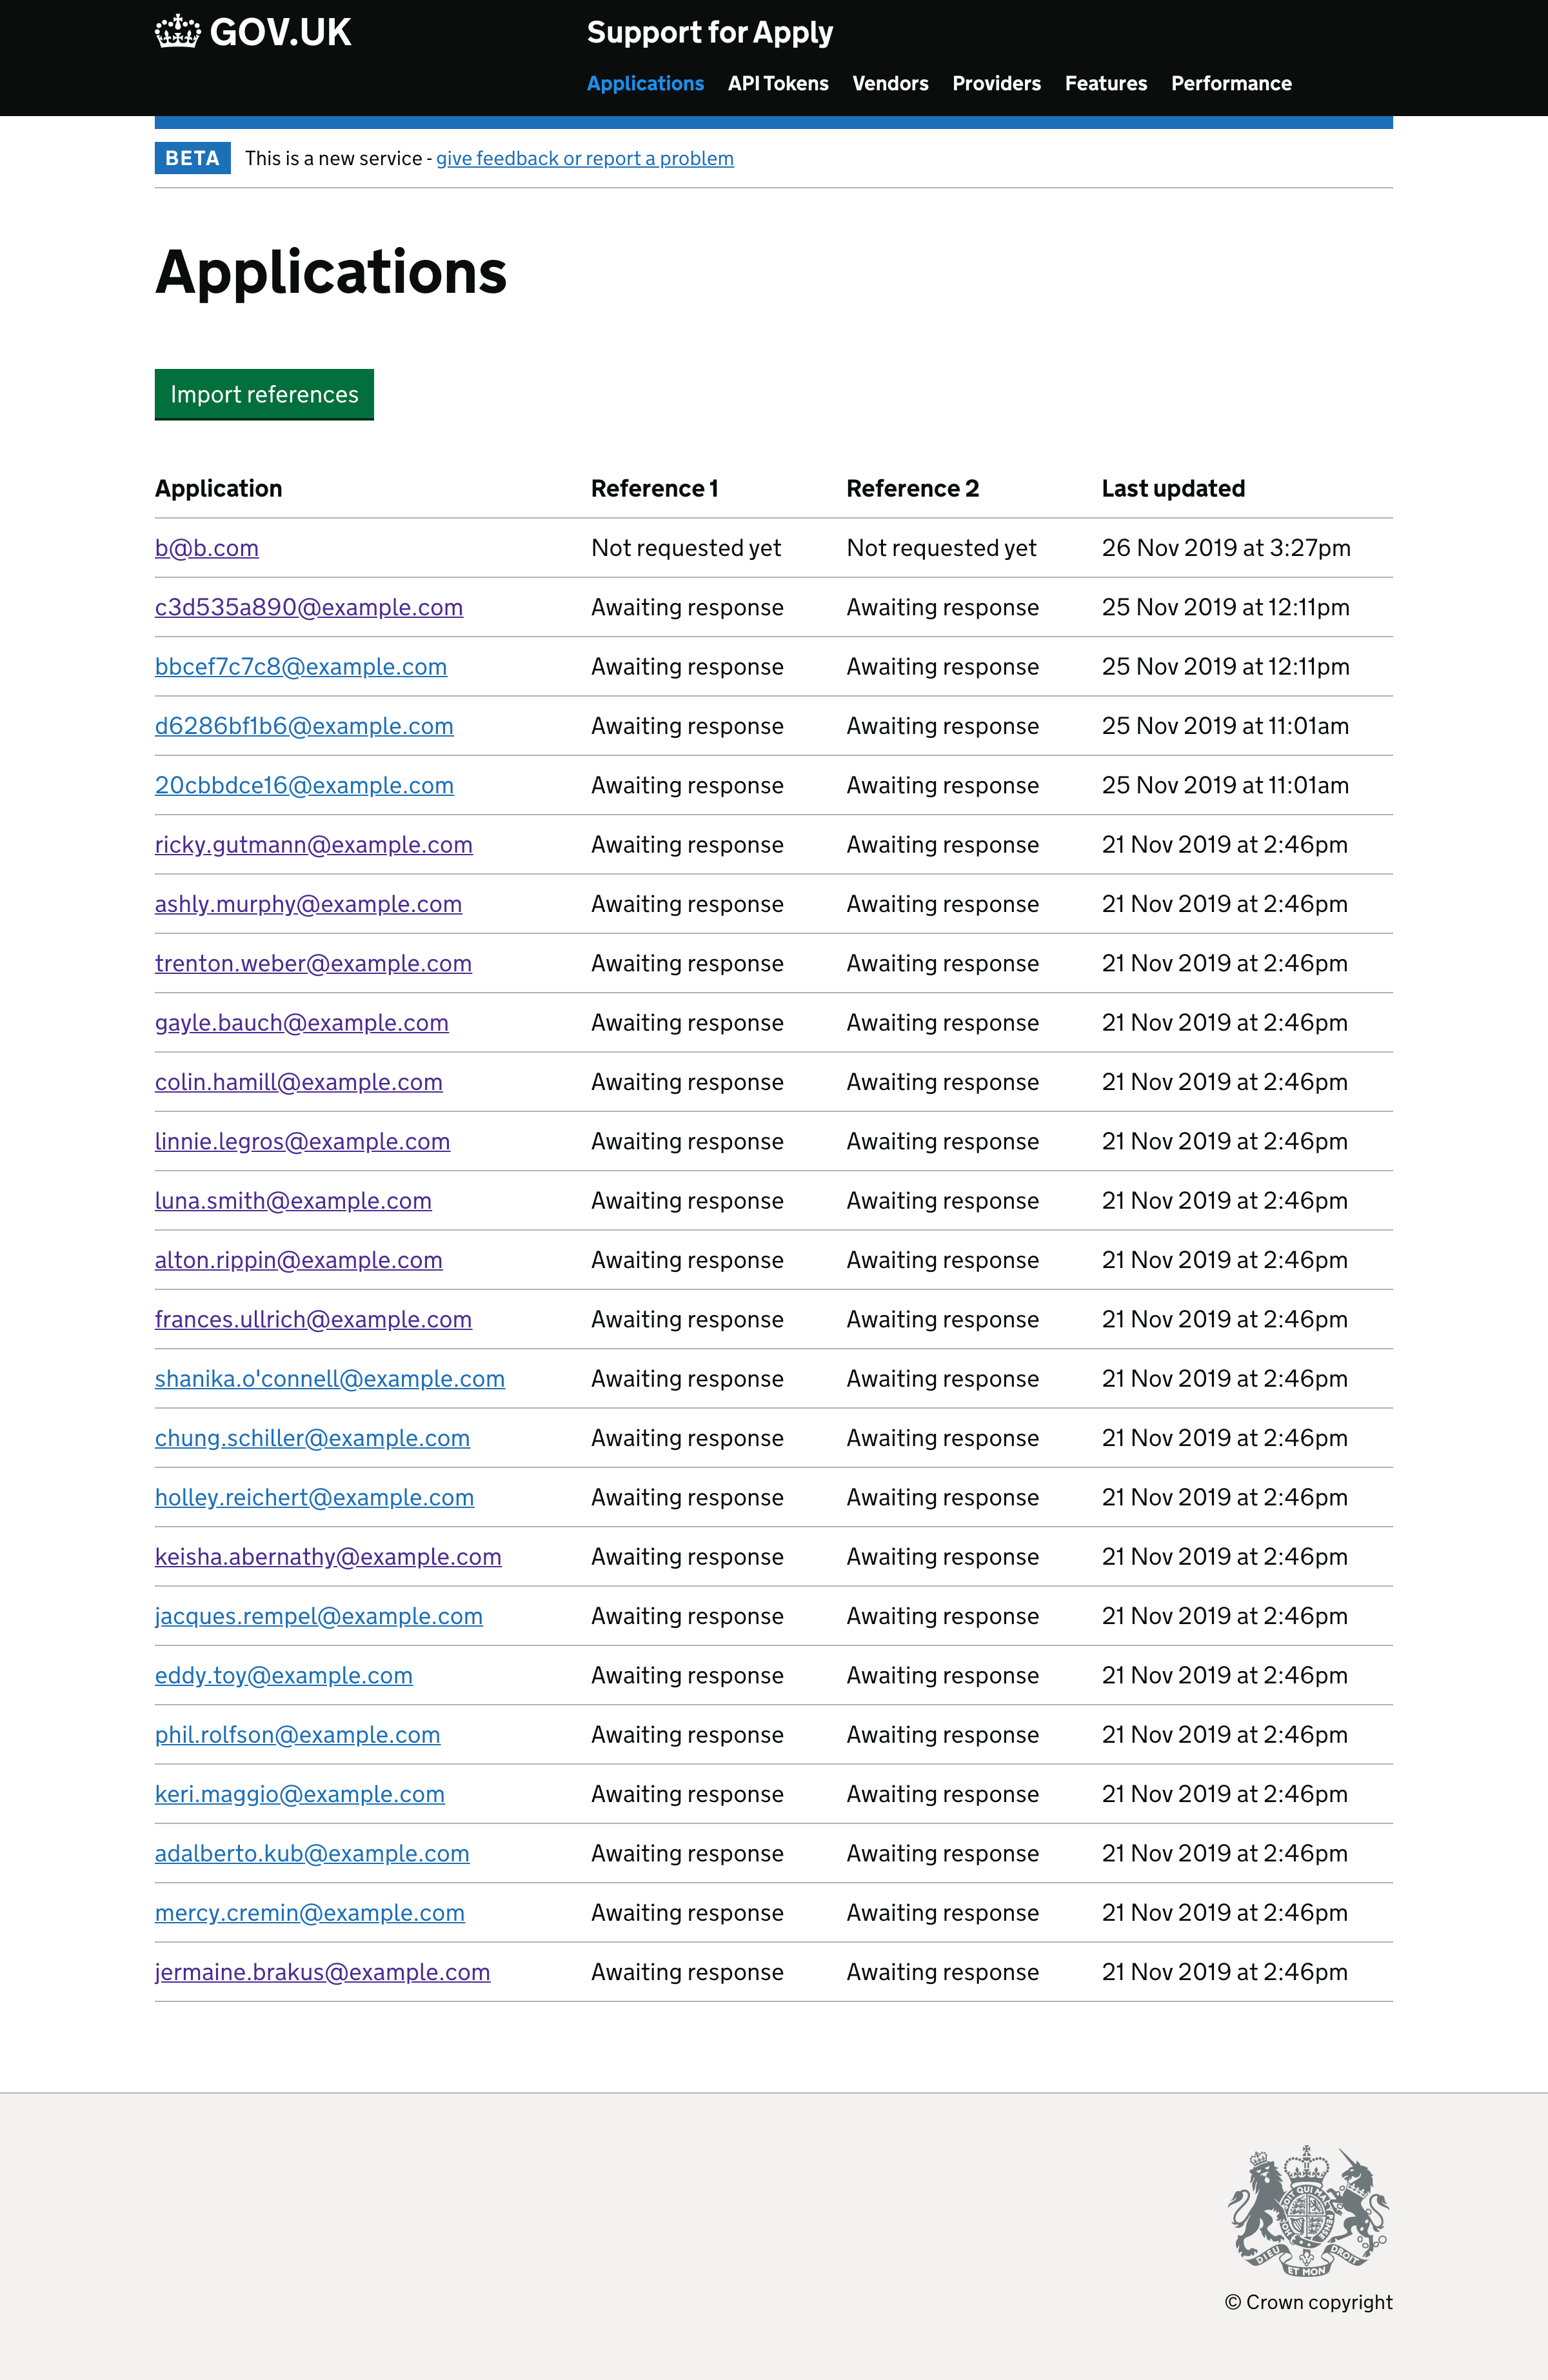 GOV.UK Support for Apply
Applications API Tokens Vendors Providers Features Performance
BETA This is a new service - give feedback or report a problem
Applications
Import references
Application Reference 1 Reference 2 Last updated
b@b.com Not requested yet Not requested yet 26 Nov 2019 at 3:27pm
c3d535a890@example.com Awaiting response Awaiting response 25 Nov 2019 at 12:11pm
bbcef7c7c8@example.com Awaiting response Awaiting response 25 Nov 2019 at 12:11pm
d6286bf1b6@example.com Awaiting response Awaiting response 25 Nov 2019 at 11:01am
20cbbdce16@example.com Awaiting response Awaiting response 25 Nov 2019 at 11:01am
ricky.gutmann@example.com Awaiting response Awaiting response 21 Nov 2019 at 2:46pm
ashly.murphy@example.com Awaiting response Awaiting response 21 Nov 2019 at 2:46pm
trenton.weber@example.com Awaiting response Awaiting response 21 Nov 2019 at 2:46pm
gayle.bauch@example.com Awaiting response Awaiting response 21 Nov 2019 at 2:46pm
colin.hamill@example.com Awaiting response Awaiting response 21 Nov 2019 at 2:46pm
linnie.legros@example.com Awaiting response Awaiting response 21 Nov 2019 at 2:46pm
luna.smith@example.com Awaiting response Awaiting response 21 Nov 2019 at 2:46pm
alton.rippin@example.com Awaiting response Awaiting response 21 Nov 2019 at 2:46pm
frances.ullrich@example.com Awaiting response Awaiting response 21 Nov 2019 at 2:46pm
shanika.o'connell@example.com Awaiting response Awaiting response 21 Nov 2019 at 2:46pm
chung.schiller@example.com Awaiting response Awaiting response 21 Nov 2019 at 2:46pm
holley.reichert@example.com Awaiting response Awaiting response 21 Nov 2019 at 2:46pm
keisha.abernathy@example.com Awaiting response Awaiting response 21 Nov 2019 at 2:46pm
jacques.rempel@example.com Awaiting response Awaiting response 21 Nov 2019 at 2:46pm
eddy.toy@example.com Awaiting response Awaiting response 21 Nov 2019 at 2:46pm
phil.rolfson@example.com Awaiting response Awaiting response 21 Nov 2019 at 2:46pm
keri.maggio@example.com Awaiting response Awaiting response 21 Nov 2019 at 2:46pm
adalberto.kub@example.com Awaiting response Awaiting response 21 Nov 2019 at 2:46pm
mercy.cremin@example.com Awaiting response Awaiting response 21 Nov 2019 at 2:46pm
jermaine.brakus@example.com Awaiting response Awaiting response 21 Nov 2019 at 2:46pm
DIEU ET MON DROIT
© Crown copyright